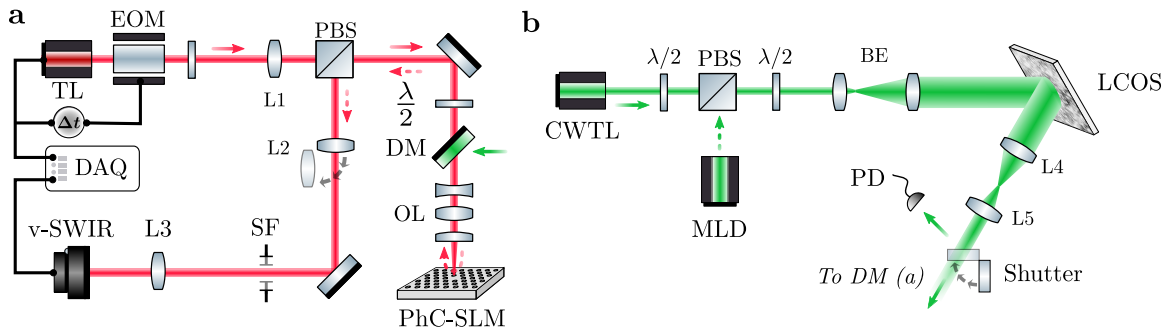 a
EOM
PBS
TL
L1
λ/2
Δt
DM
L2
DAQ
OL
v-SWIR
L3
SF
PhC-SLM
b
λ/2
PBS
λ/2
BE
LCOS
CWTL
L4
PD
L5
MLD
To DM (a)
Shutter